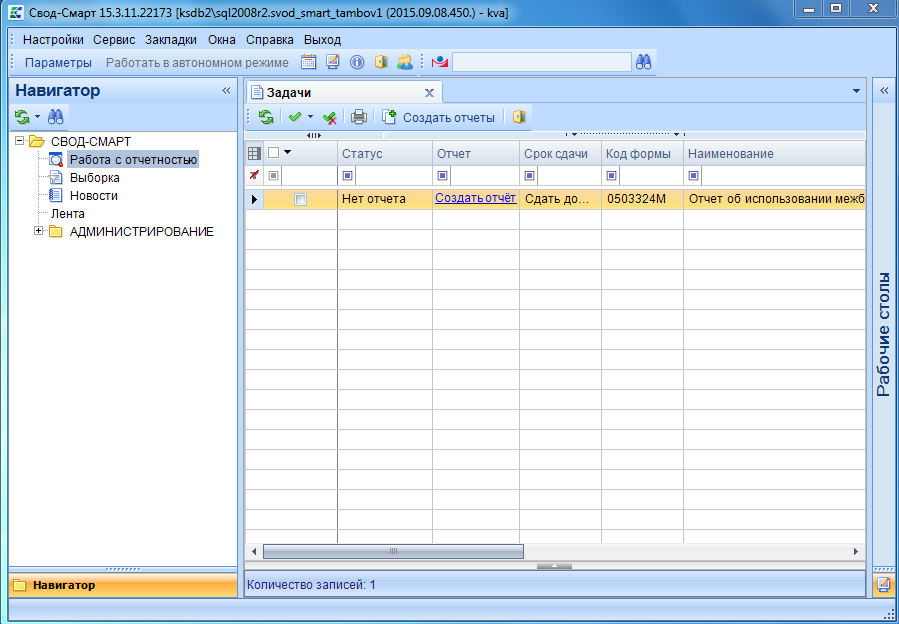 Свод-Смарт 15.3.11.22173 [ksdb2\sql2008r2.svod_smart_tambov1 (2015.09.08.450.) - kva]
Настройки Сервис Закладки Окна Справка Выход
Параметры Работать в автономном режиме
Навигатор
СВОД-СМАРТ
Работа с отчетностью
Выборка
Новости
Лента
АДМИНИСТРИРОВАНИЕ
Навигатор
Задачи
Создать отчеты
Статус Отчет Срок сдачи Код формы Наименование
Нет отчета Создать отчёт Сдать до... 0503324М Отчет об использовании межб
Количество записей: 1
Рабочие столы